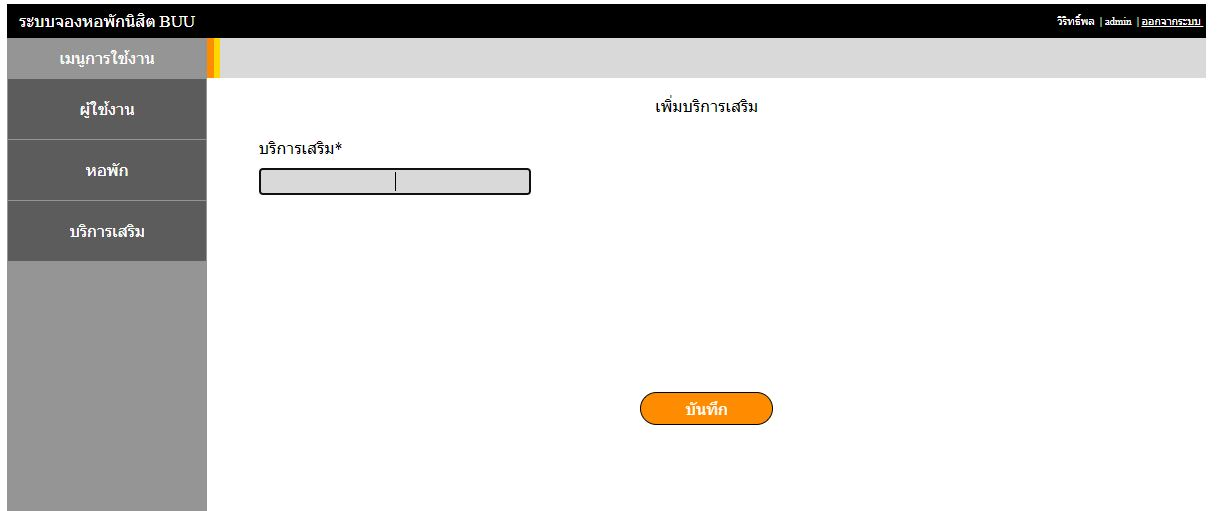 ระบบจองหอพักนิสิต BUU
วิริทธิ์พล | admin | ออกจากระบบ
เมนูการใช้งาน
ผู้ใช้งาน
หอพัก
บริการเสริม
เพิ่มบริการเสริม
บริการเสริม*
บันทึก